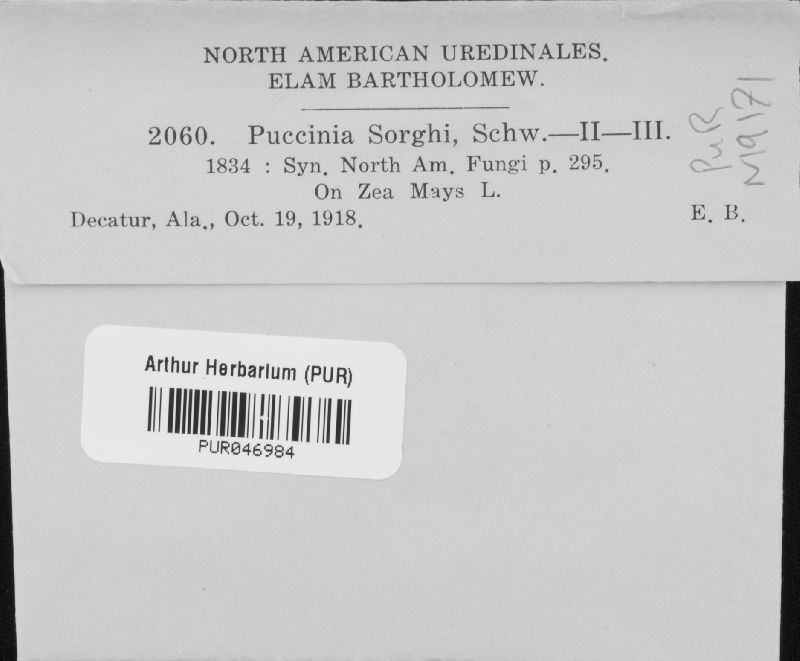 NORTH AMERICAN UREDINALES.
ELAM BARTHOLOMEW.
2060. Puccinia Sorghi, Schw.—II—III.
1834 : Syn. North Am. Fungi p. 295.
On Zea Mays L.
Decatur, Ala., Oct. 19, 1918.
E. B.
PuR
M9171
Arthur Herbarium (PUR)
PUR046984